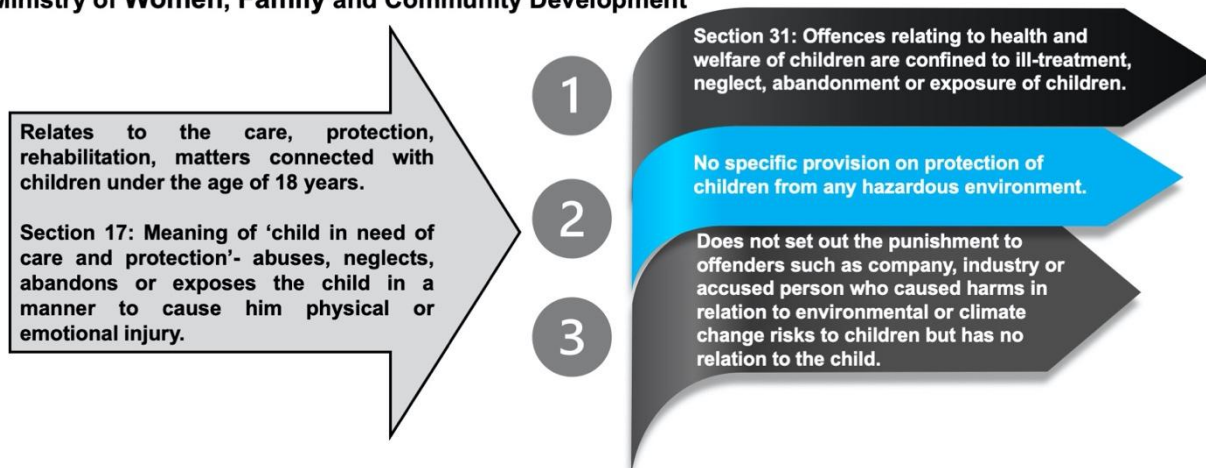 Ministry of Women, Family and Community Development
Relates to the care, protection,
rehabilitation, matters connected with
children under the age of 18 years.
Section 17: Meaning of ‘child in need of
care and protection’- abuses, neglects,
abandons or exposes the child in a
manner to cause him physical or
emotional injury.
1
Section 31: Offences relating to health and
welfare of children are confined to ill-treatment,
neglect, abandonment or exposure of children.
2
No specific provision on protection of
children from any hazardous environment.
3
Does not set out the punishment to
offenders such as company, industry or
accused person who caused harms in
relation to environmental or climate
change risks to children but has no
relation to the child.